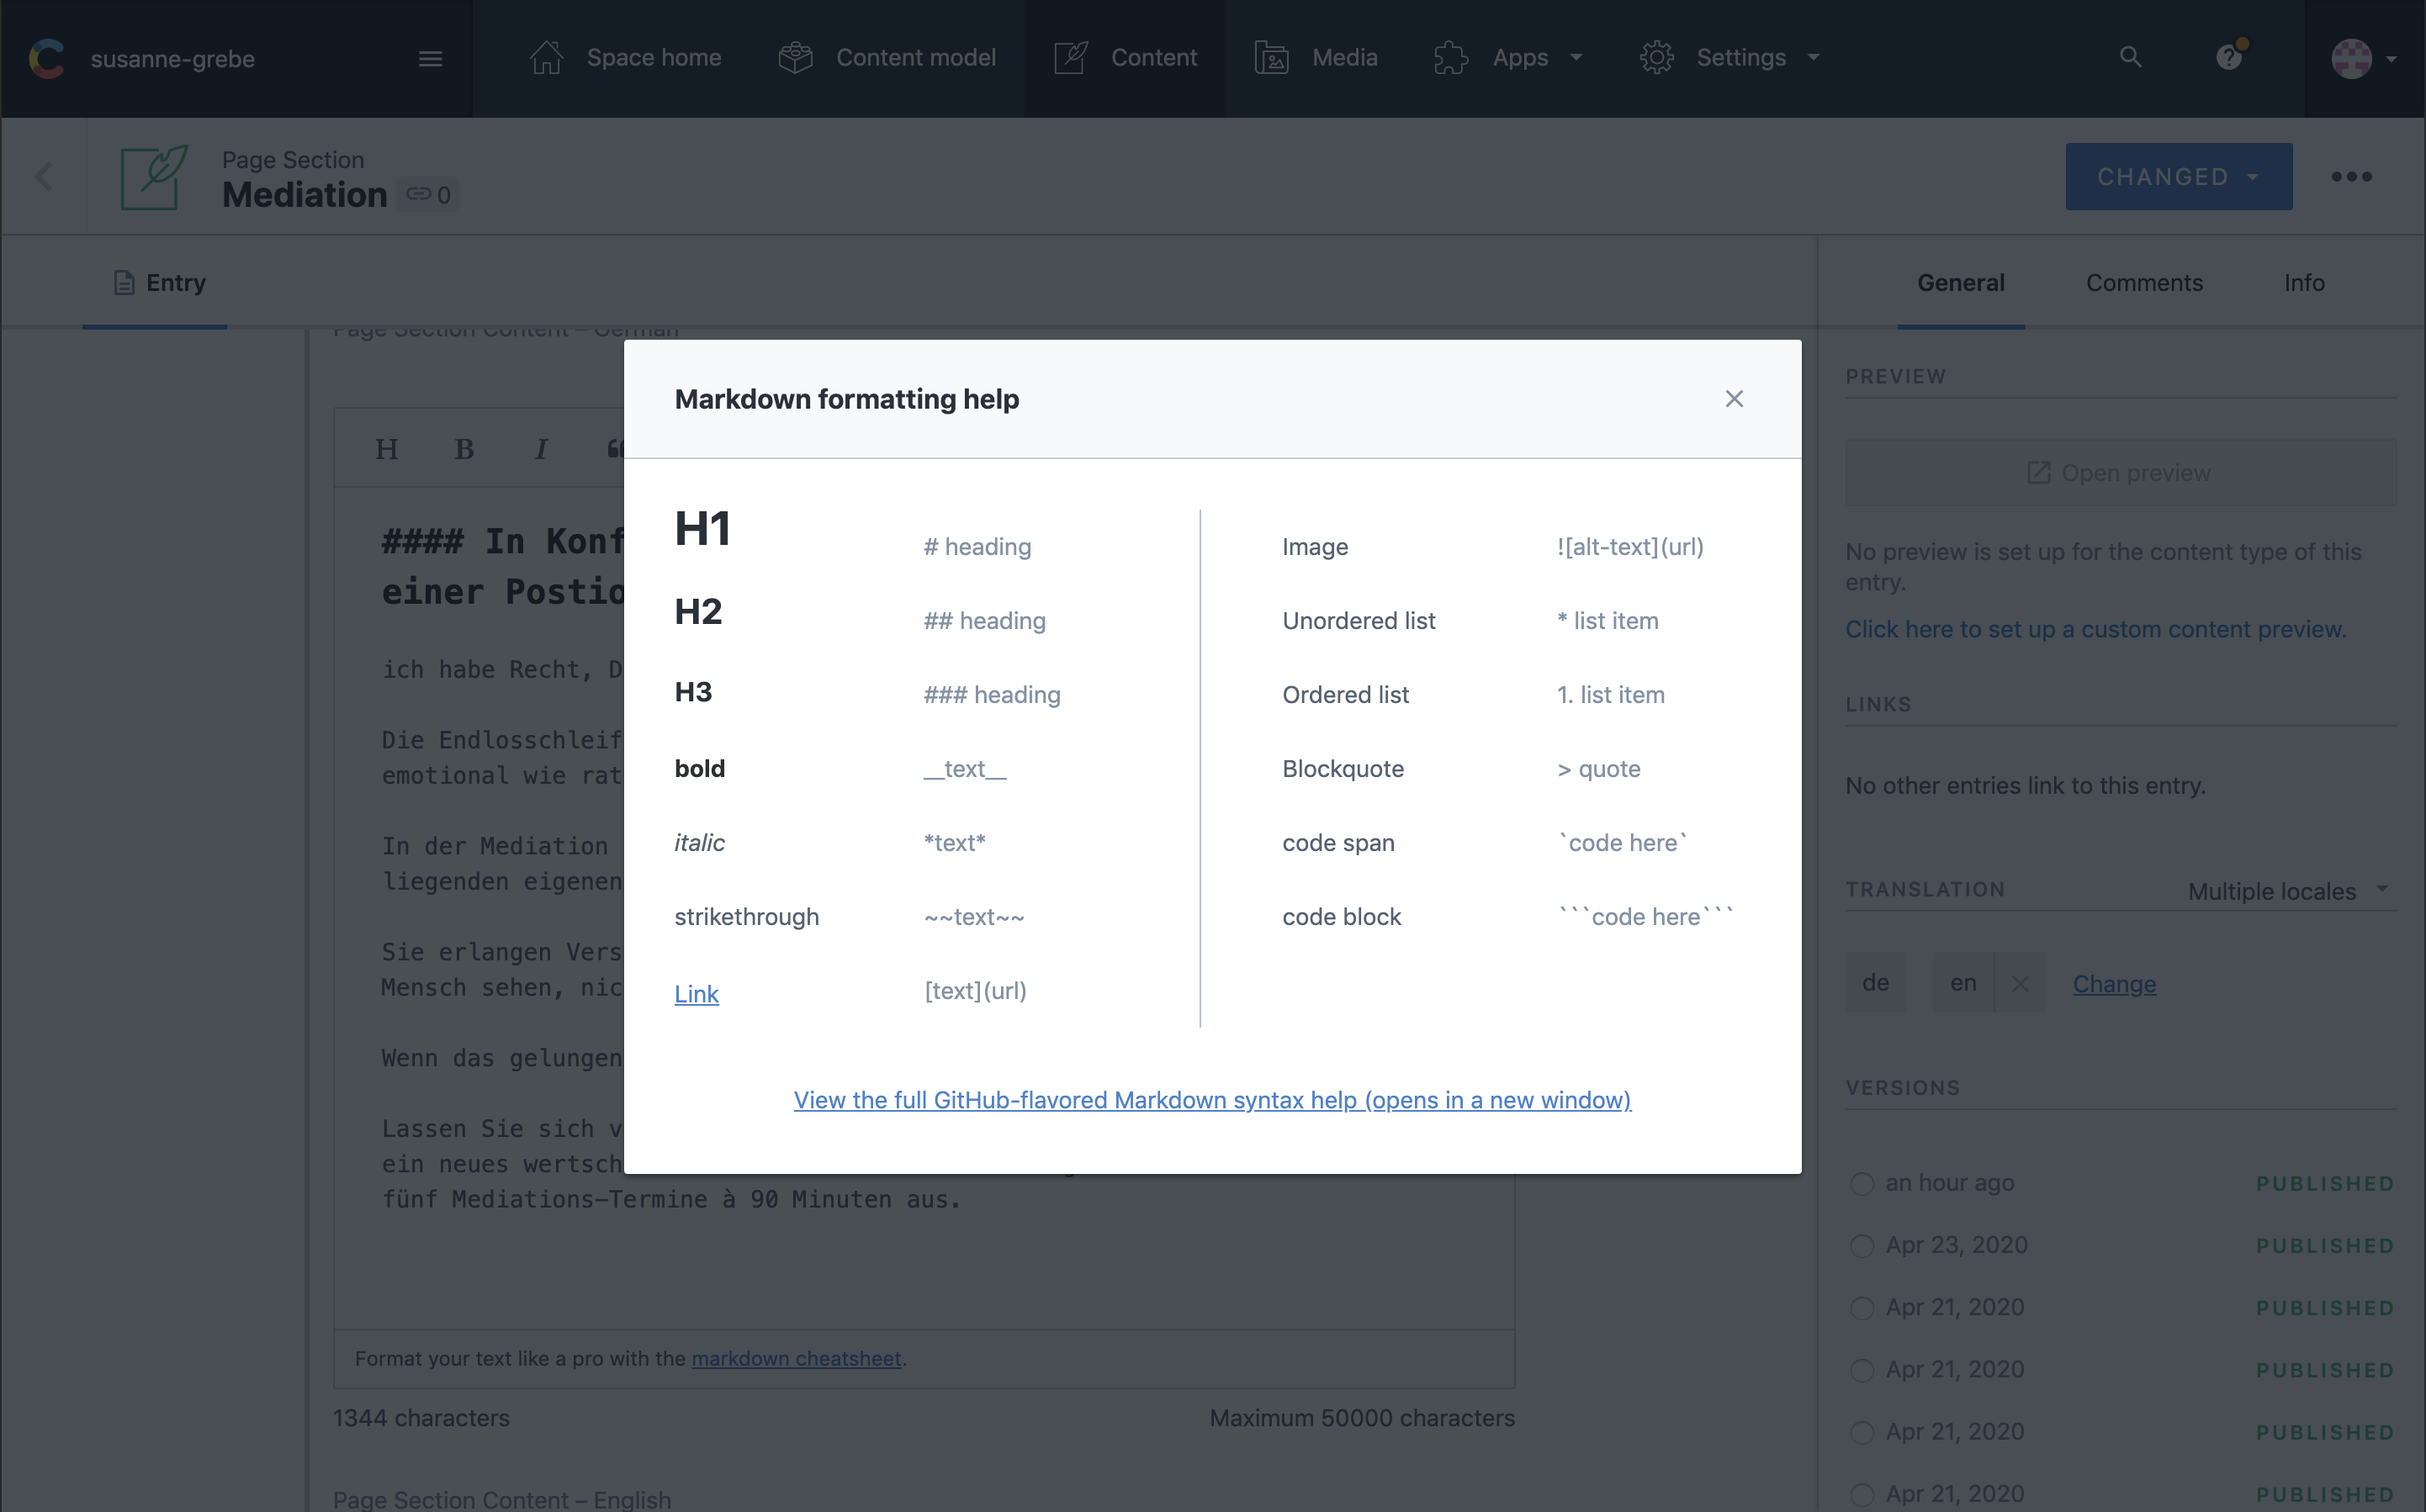 susanne-grebe
Space home
Content model
Content
Media
Apps
Settings
Page Section
Mediation
0
CHANGED
Entry
General
Comments
Info
Page Section Content – German
Markdown formatting help
H B I
#### In Konf
einer Postio
ich habe Recht, D
Die Endlosschleif
emotional wie rat
In der Mediation
liegenden eigenen
Sie erlangen Vers
Mensch sehen, nic
Wenn das gelungen
Lassen Sie sich v
ein neues wertsch
fünf Mediations-Termine à 90 Minuten aus.
H1 # heading
H2 ## heading
H3 ### heading
bold __text__
italic *text*
strikethrough ~~text~~
Link [text](url)
Image ![alt-text](url)
Unordered list * list item
Ordered list 1. list item
Blockquote > quote
code span `code here`
code block ```code here```
View the full GitHub-flavored Markdown syntax help (opens in a new window)
Format your text like a pro with the markdown cheatsheet.
1344 characters
Maximum 50000 characters
Page Section Content – English
PREVIEW
Open preview
No preview is set up for the content type of this
entry.
Click here to set up a custom content preview.
LINKS
No other entries link to this entry.
TRANSLATION
Multiple locales
de
en
Change
VERSIONS
an hour ago PUBLISHED
Apr 23, 2020 PUBLISHED
Apr 21, 2020 PUBLISHED
Apr 21, 2020 PUBLISHED
Apr 21, 2020 PUBLISHED
Apr 21, 2020 PUBLISHED